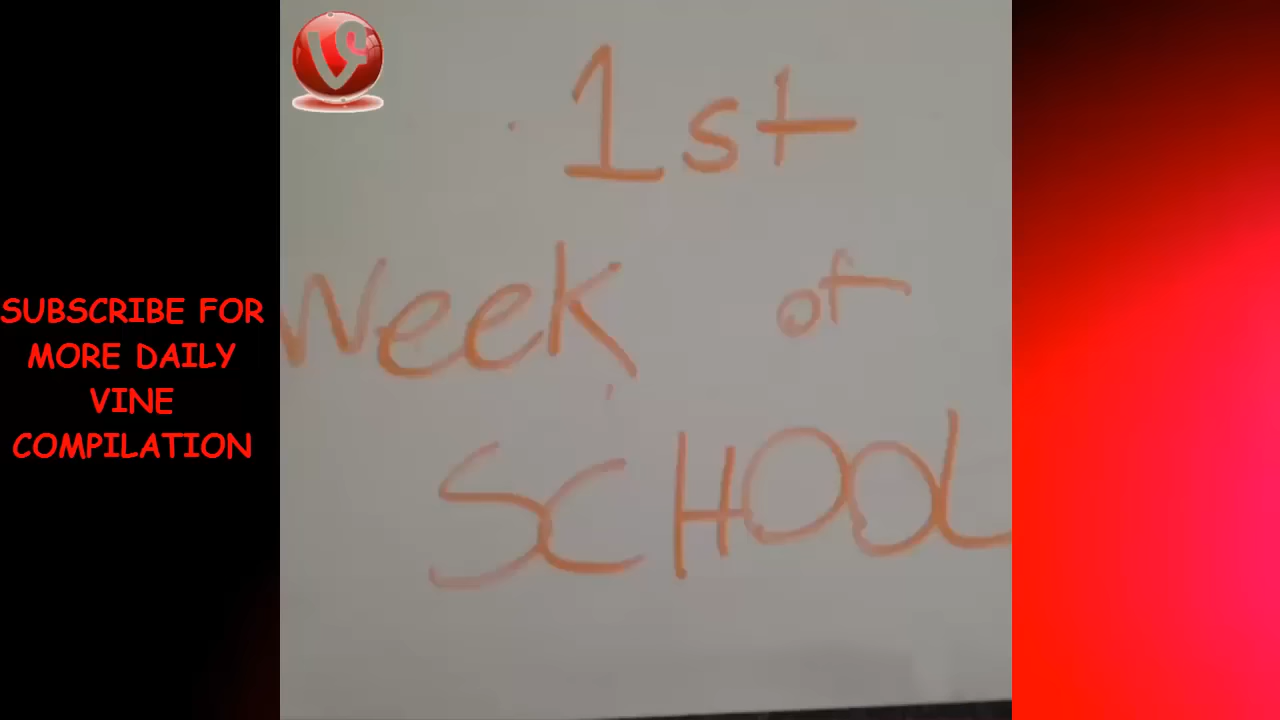 SUBSCRIBE FOR
MORE DAILY
VINE
COMPILATION
1st
Week of
SCHOOL